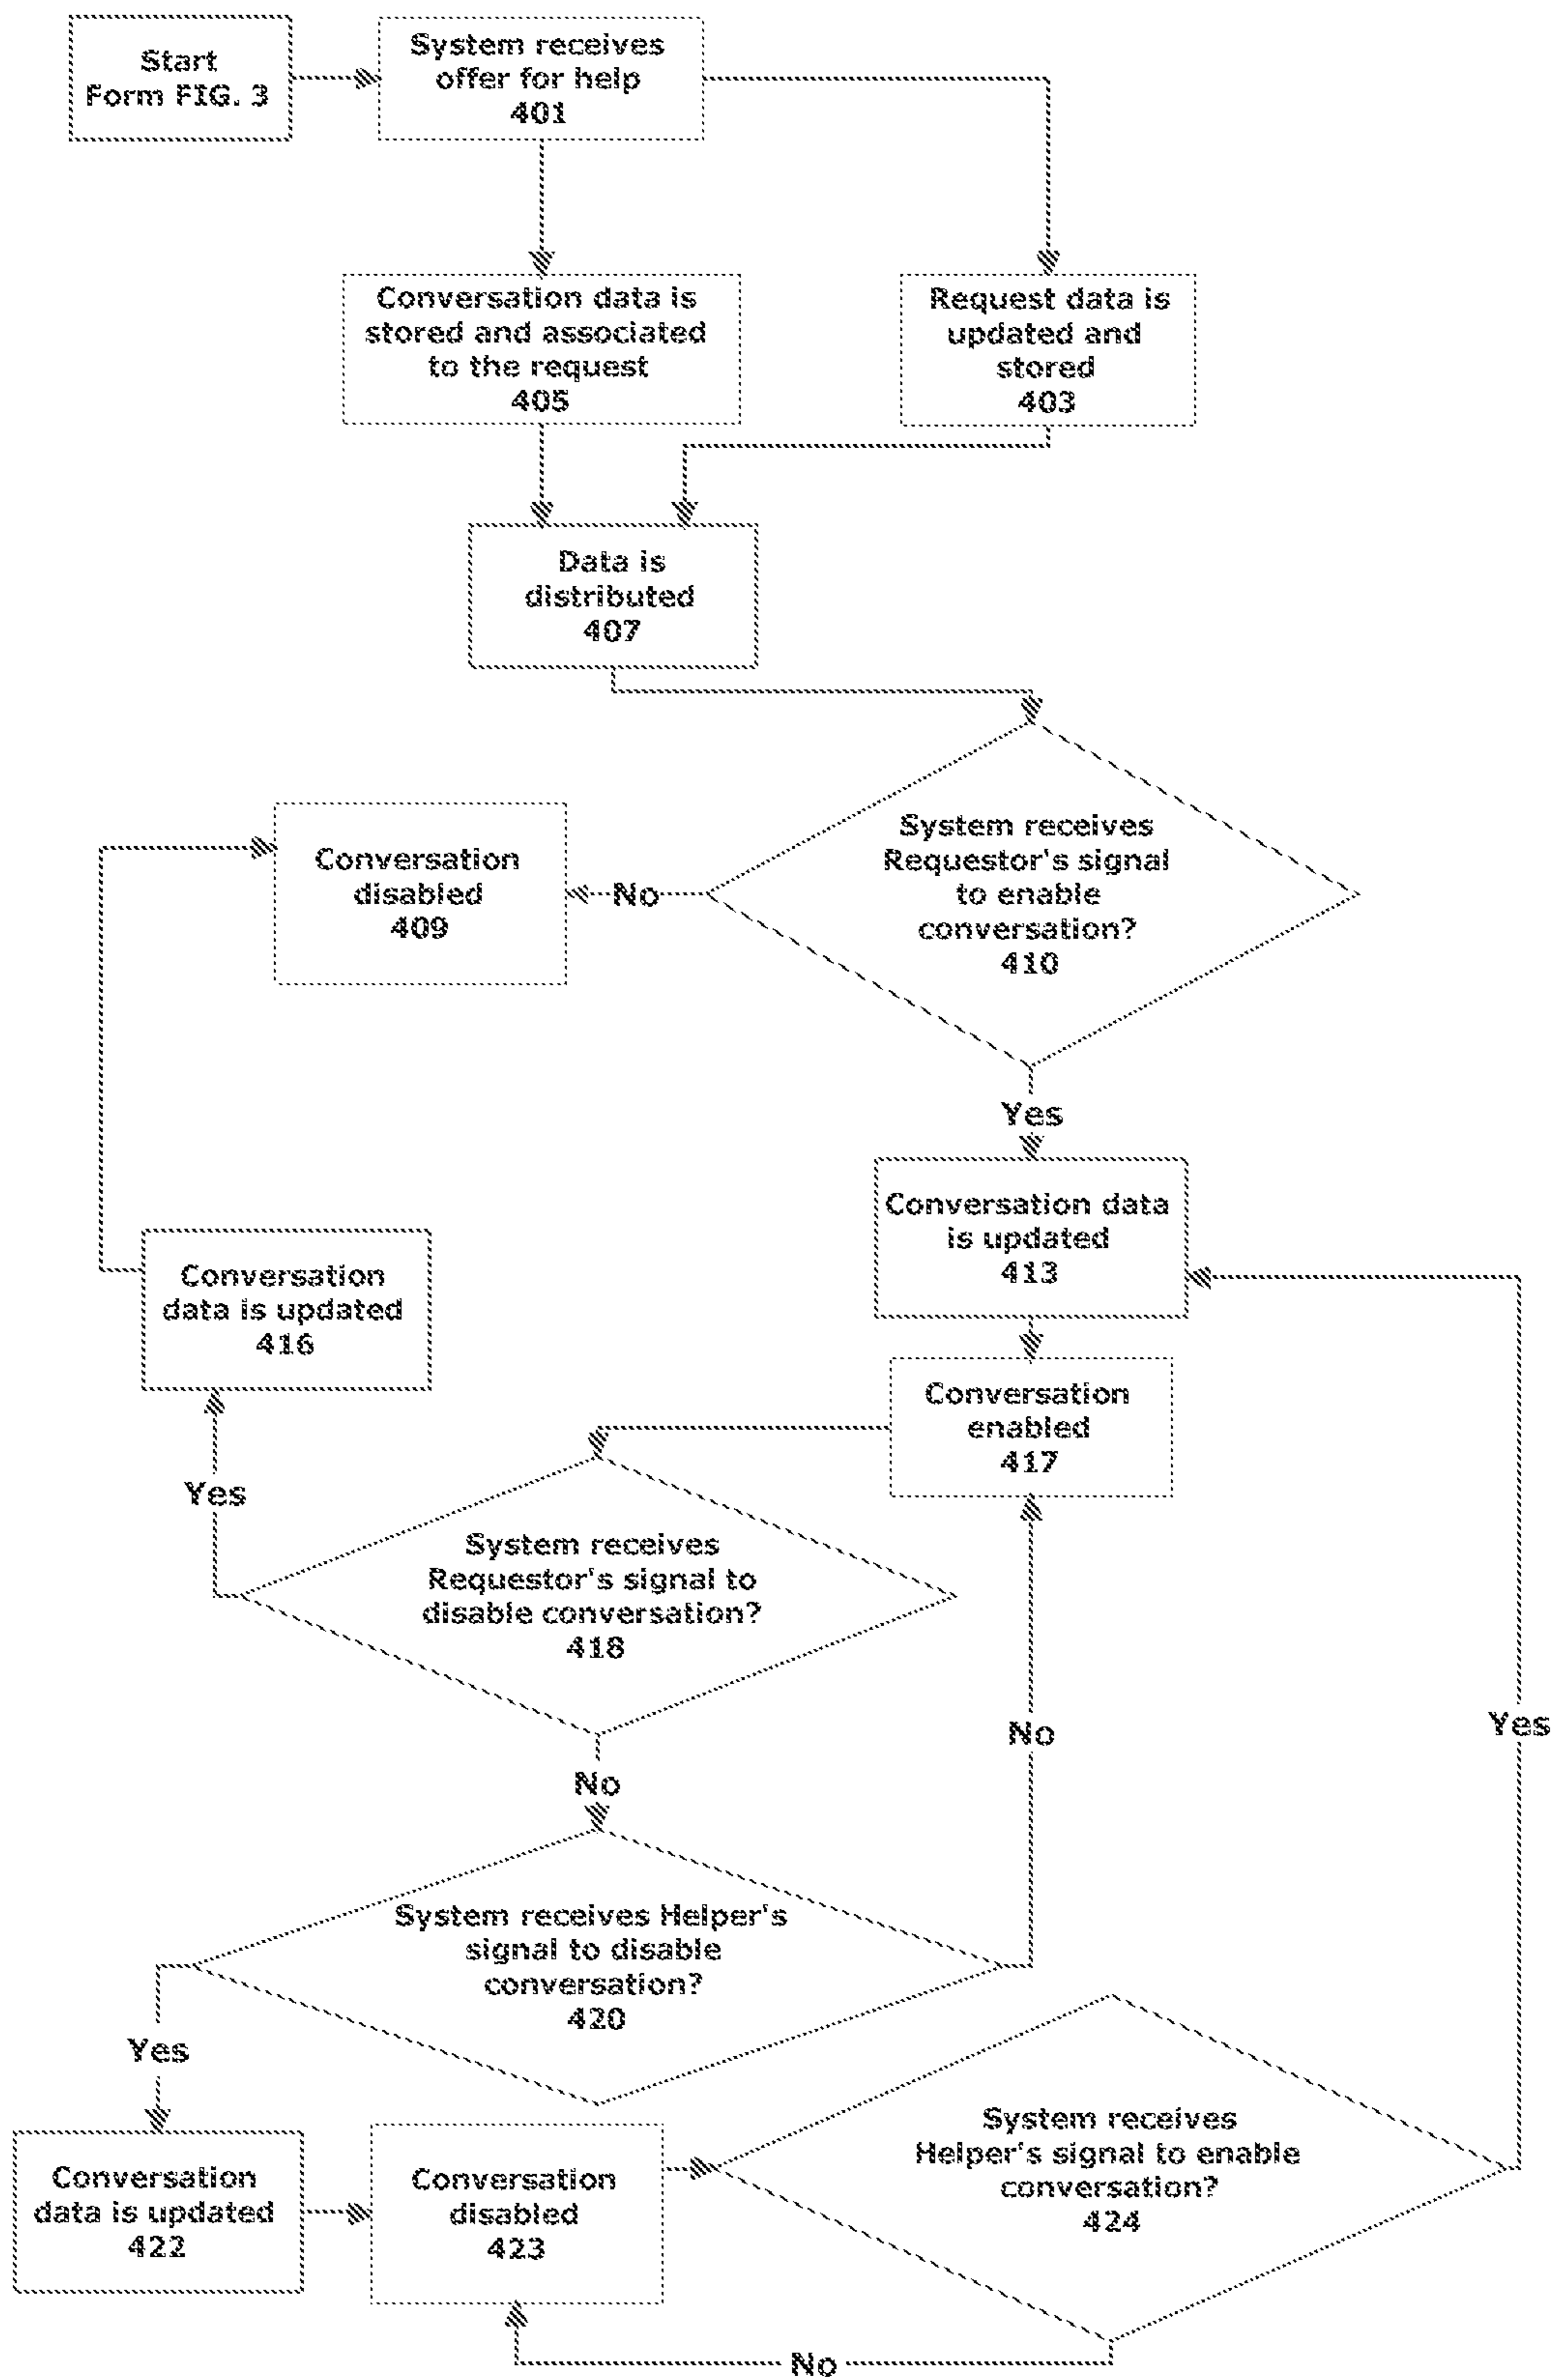 Start
Form FIG. 3
System receives
offer for help
401
Conversation data is
stored and associated
to the request
405
Request data is
updated and
stored
403
Data is
distributed
407
System receives
Requestor's signal
to enable
conversation?
410
No
Conversation
disabled
409
Yes
Conversation data
is updated
413
Conversation
data is updated
416
Conversation
enabled
417
Yes
System receives
Requestor's signal to
disable conversation?
418
No
No
Yes
System receives Helper's
signal to disable
conversation?
420
Yes
Conversation
data is updated
422
Conversation
disabled
423
System receives
Helper's signal to enable
conversation?
424
No